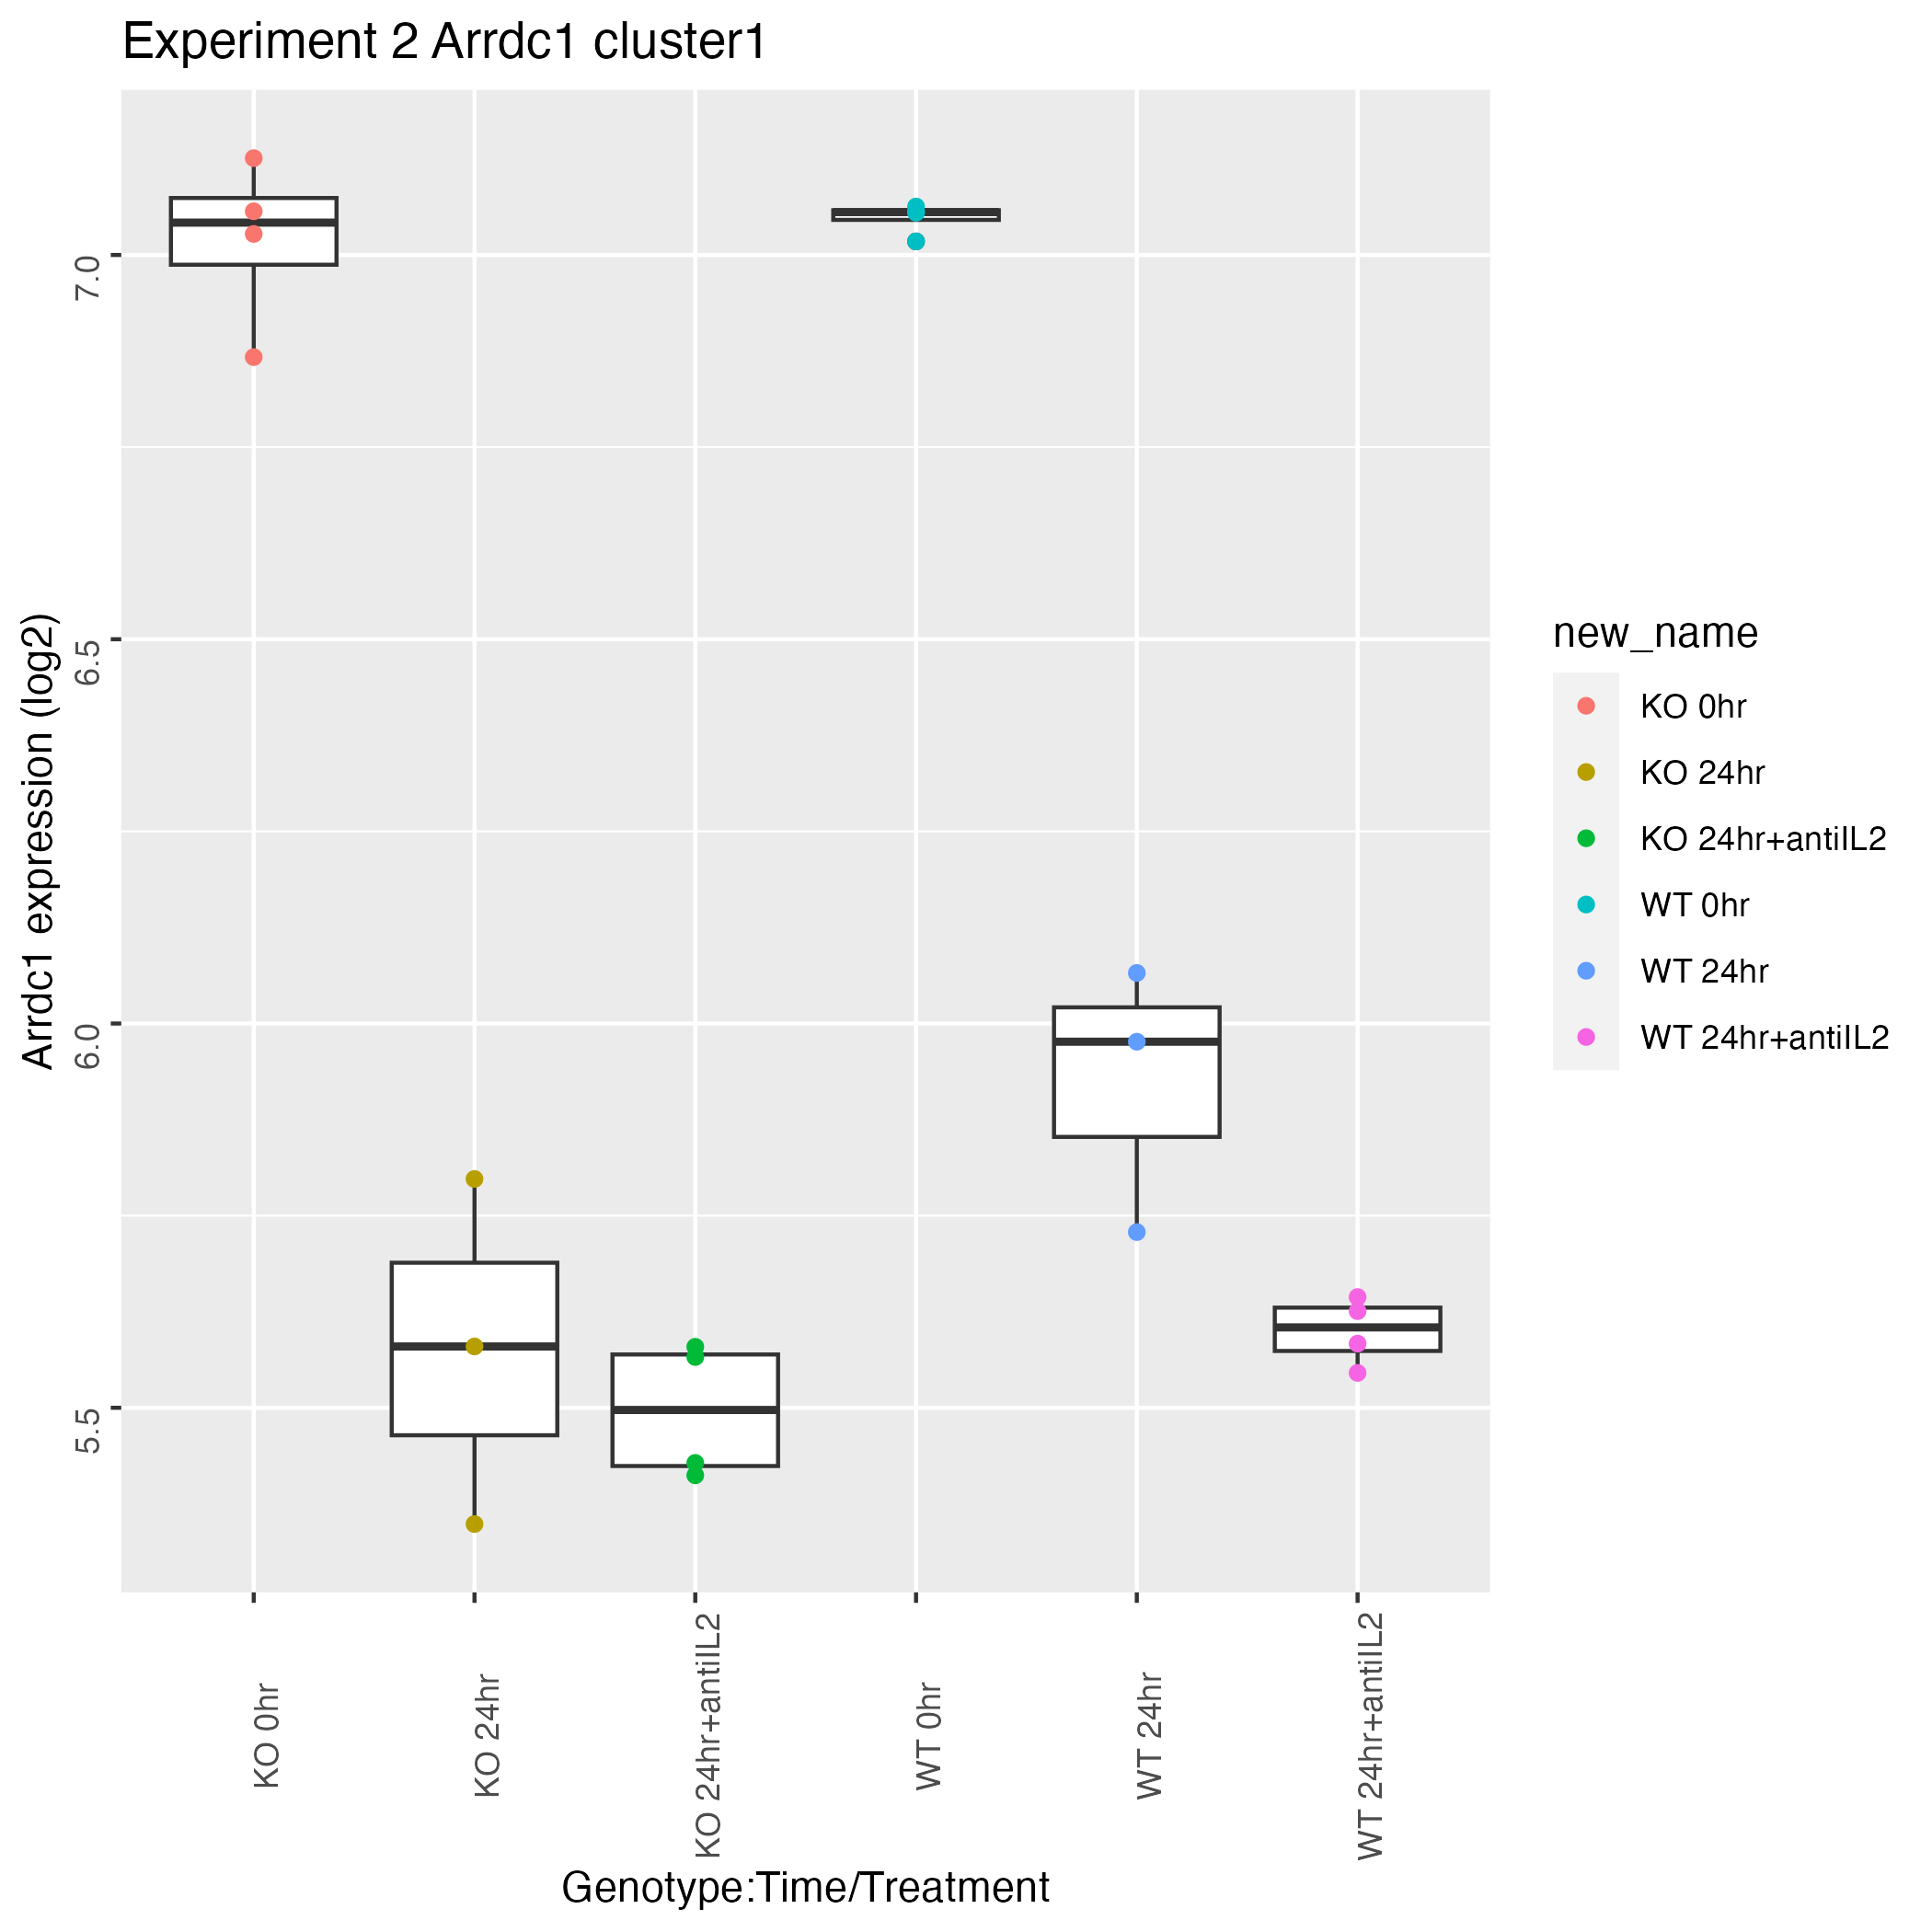 Experiment 2 Arrdc1 cluster1
Arrdc1 expression (log2)
7.0
6.5
6.0
5.5
KO 0hr
KO 24hr
KO 24hr+antiIL2
WT 0hr
WT 24hr
WT 24hr+antiIL2
Genotype:Time/Treatment
new_name
KO 0hr
KO 24hr
KO 24hr+antiIL2
WT 0hr
WT 24hr
WT 24hr+antiIL2